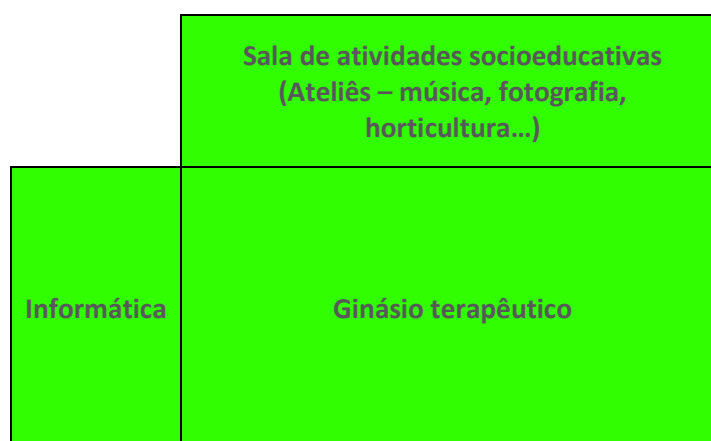 Sala de atividades socioeducativas
(Ateliês – música, fotografia,
horticultura…)
Informática
Ginásio terapêutico